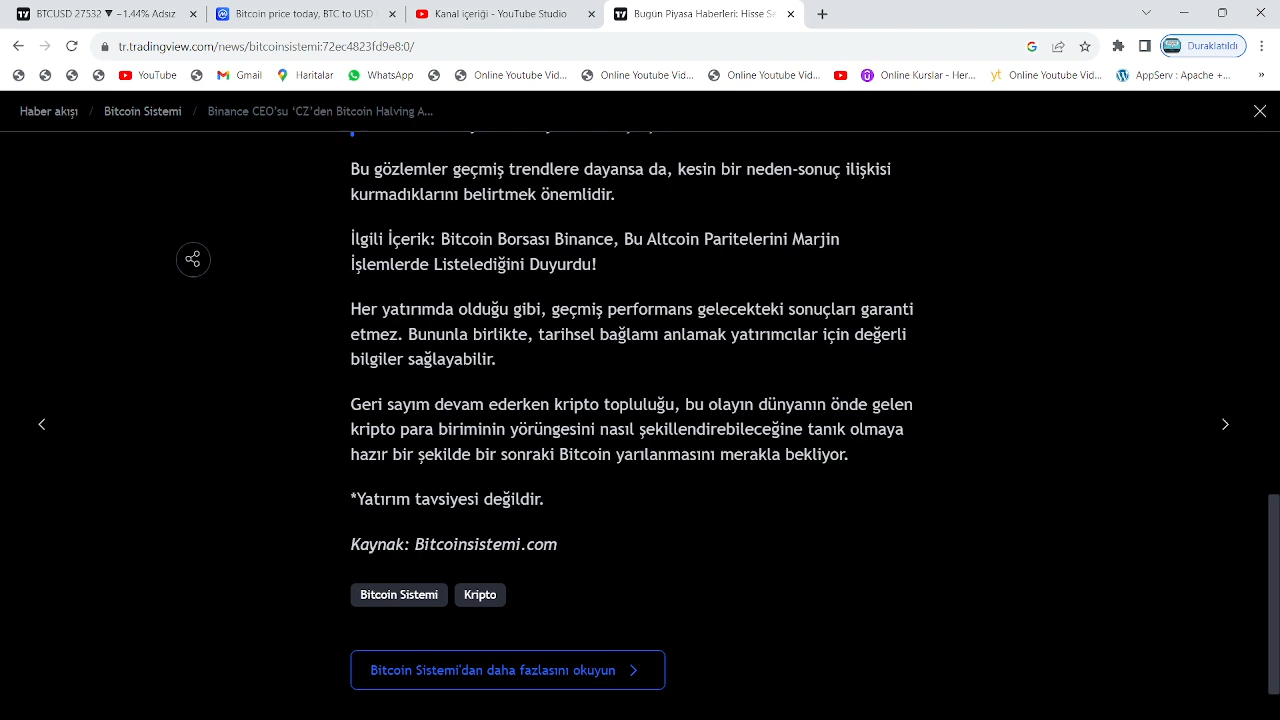 BTCUSD 27532 ▼ −1.44% Adsız
Bitcoin price today, BTC to USD
Kanal içeriği - YouTube Studio
Bugün Piyasa Haberleri: Hisse Se
tr.tradingview.com/news/bitcoinsistemi:72ec4823fd9e8:0/
Duraklatıldı
YouTube
Gmail
Haritalar
WhatsApp
Online Youtube Vid...
Online Youtube Vid...
Online Youtube Vid...
Online Kurslar - Her...
Online Youtube Vid...
AppServ : Apache +...
»
Haber akışı / Bitcoin Sistemi / Binance CEO’su ‘CZ’den Bitcoin Halving A...
Bu gözlemler geçmiş trendlere dayansa da, kesin bir neden-sonuç ilişkisi
kurmadıklarını belirtmek önemlidir.
İlgili İçerik: Bitcoin Borsası Binance, Bu Altcoin Paritelerini Marjin
İşlemlerde Listelediğini Duyurdu!
Her yatırımda olduğu gibi, geçmiş performans gelecekteki sonuçları garanti
etmez. Bununla birlikte, tarihsel bağlamı anlamak yatırımcılar için değerli
bilgiler sağlayabilir.
Geri sayım devam ederken kripto topluluğu, bu olayın dünyanın önde gelen
kripto para biriminin yörüngesini nasıl şekillendirebileceğine tanık olmaya
hazır bir şekilde bir sonraki Bitcoin yarılanmasını merakla bekliyor.
*Yatırım tavsiyesi değildir.
Kaynak: Bitcoinsistemi.com
Bitcoin Sistemi
Kripto
Bitcoin Sistemi'dan daha fazlasını okuyun